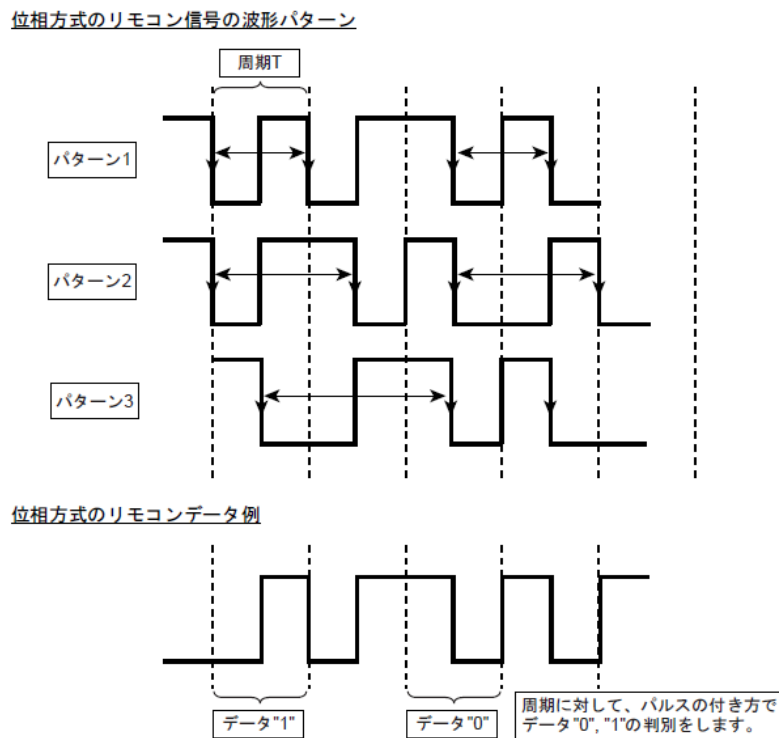 位相方式のリモコン信号の波形パターン
周期T
パターン1
パターン2
パターン3
位相方式のリモコンデータ例
データ"1"
データ"0"
周期に対して、パルスの付き方で
データ"0", "1"の判別をします。